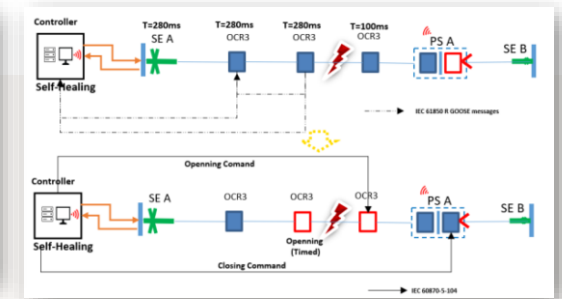 Controller
T=280ms
T=280ms
T=280ms
T=100ms
SE A
OCR3
OCR3
OCR3
PS A
SE B
Self-Healing
IEC 61850 R GOOSE messages
Openning Comand
Controller
SE A
OCR3
OCR3
OCR3
PS A
SE B
Self-Healing
Openning
(Timed)
Closing Command
IEC 60870-5-104